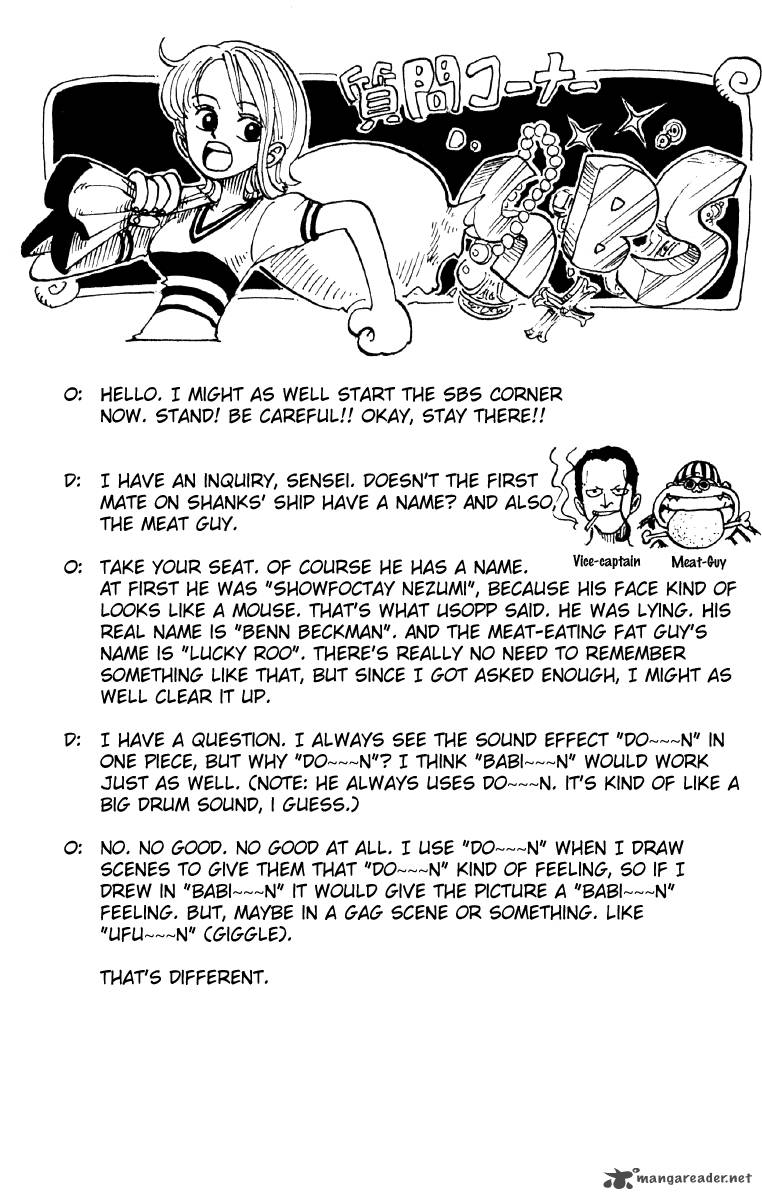 質問コーナー
SBS
O: HELLO. I MIGHT AS WELL START THE SBS CORNER
NOW. STAND! BE CAREFUL!! OKAY, STAY THERE!!
D: I HAVE AN INQUIRY, SENSEI. DOESN'T THE FIRST
MATE ON SHANKS' SHIP HAVE A NAME? AND ALSO,
THE MEAT GUY.
Vice-captain Meat-Guy
O: TAKE YOUR SEAT. OF COURSE HE HAS A NAME.
AT FIRST HE WAS "SHOWFOCTAY NEZUMI", BECAUSE HIS FACE KIND OF
LOOKS LIKE A MOUSE. THAT'S WHAT USOPP SAID. HE WAS LYING. HIS
REAL NAME IS "BENN BECKMAN". AND THE MEAT-EATING FAT GUY'S
NAME IS "LUCKY ROO". THERE'S REALLY NO NEED TO REMEMBER
SOMETHING LIKE THAT, BUT SINCE I GOT ASKED ENOUGH, I MIGHT AS
WELL CLEAR IT UP.
D: I HAVE A QUESTION. I ALWAYS SEE THE SOUND EFFECT "DO~~~N" IN
ONE PIECE, BUT WHY "DO~~~N"? I THINK "BABI~~~N" WOULD WORK
JUST AS WELL. (NOTE: HE ALWAYS USES DO~~~N. IT'S KIND OF LIKE A
BIG DRUM SOUND, I GUESS.)
O: NO. NO GOOD. NO GOOD AT ALL. I USE "DO~~~N" WHEN I DRAW
SCENES TO GIVE THEM THAT "DO~~~N" KIND OF FEELING, SO IF I
DREW IN "BABI~~~N" IT WOULD GIVE THE PICTURE A "BABI~~~N"
FEELING. BUT, MAYBE IN A GAG SCENE OR SOMETHING. LIKE
"UFU~~~N" (GIGGLE).
THAT'S DIFFERENT.
mangareader.net